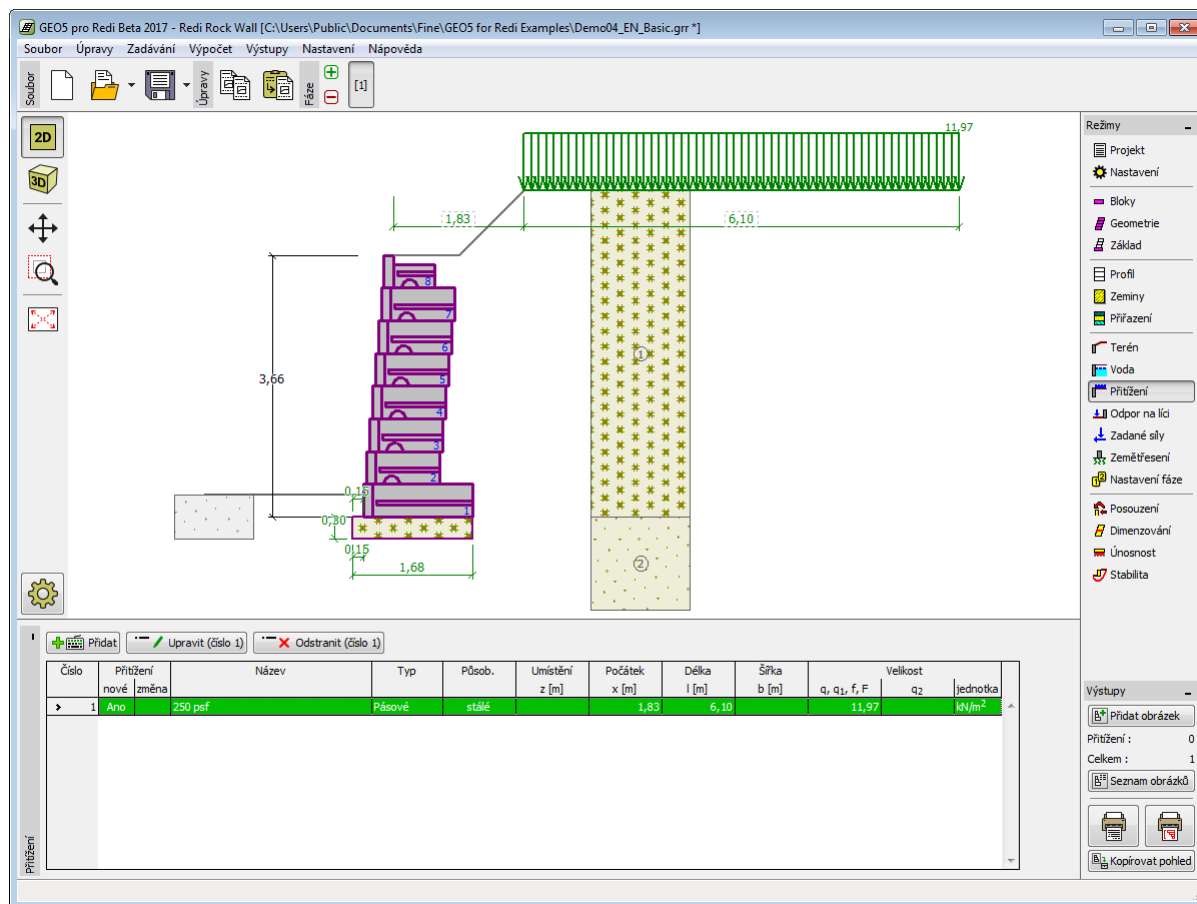 GEO5 pro Redi Beta 2017 - Redi Rock Wall [C:\Users\Public\Documents\Fine\GEO5 for Redi Examples\Demo04_EN_Basic.grr *]
Soubor Úpravy Zadávání Výpočet Výstupy Nastavení Nápověda
Soubor
Úpravy
Fáze
[1]
2D
3D
11,97
1,83
6,10
3,66
8
7
6
5
4
3
2
1
0,15
0,30
0,15
1,68
1
2
Režimy
Projekt
Nastavení
Bloky
Geometrie
Základ
Profil
Zeminy
Přiřazení
Terén
Voda
Přitížení
Odpor na líci
Zadané síly
Zemětřesení
Nastavení fáze
Posouzení
Dimenzování
Únosnost
Stabilita
Přidat Upravit (číslo 1) Odstranit (číslo 1)
Číslo Přitížení Název Typ Působ. Umístění Počátek Délka Šířka Velikost
nové změna z [m] x [m] l [m] b [m] q, q1, f, F q2 jednotka
1 Ano 250 psf Pásové stálé 1,83 6,10 11,97 kN/m²
Přitížení
Výstupy
Přidat obrázek
Přitížení : 0
Celkem : 1
Seznam obrázků
Kopírovat pohled